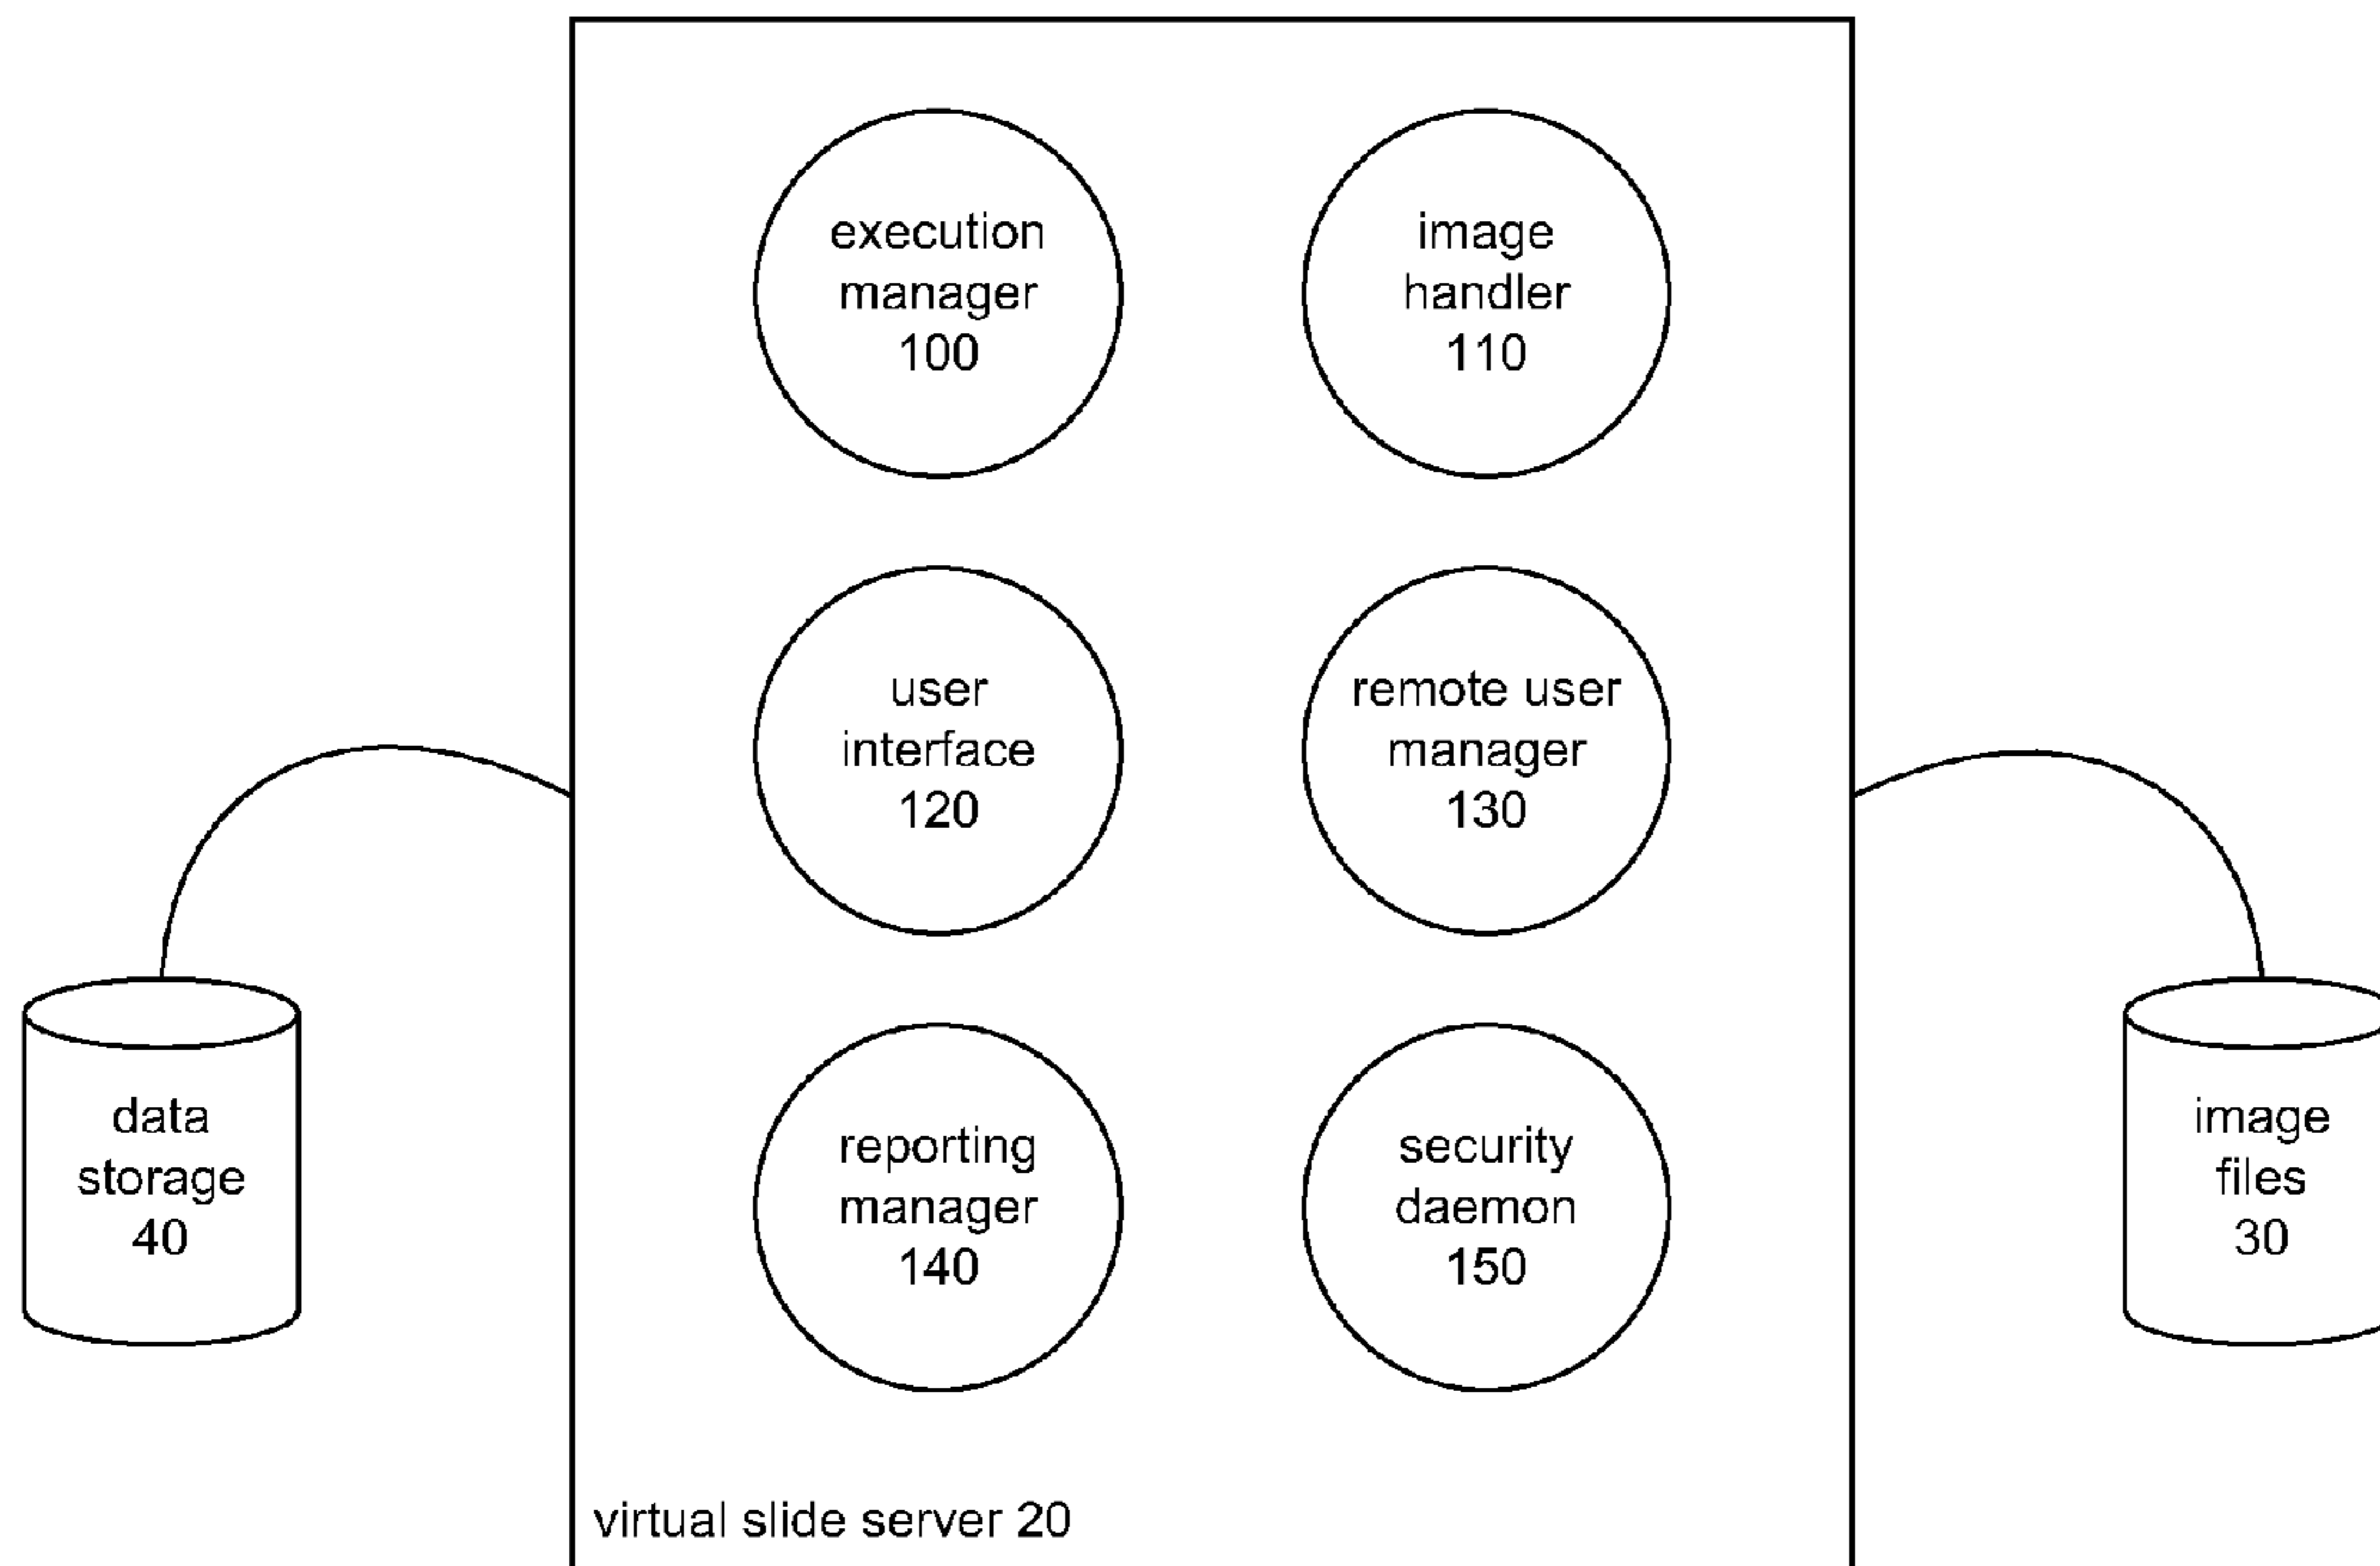 execution
manager
100
image
handler
110
user
interface
120
remote user
manager
130
data
storage
40
reporting
manager
140
security
daemon
150
image
files
30
virtual slide server 20